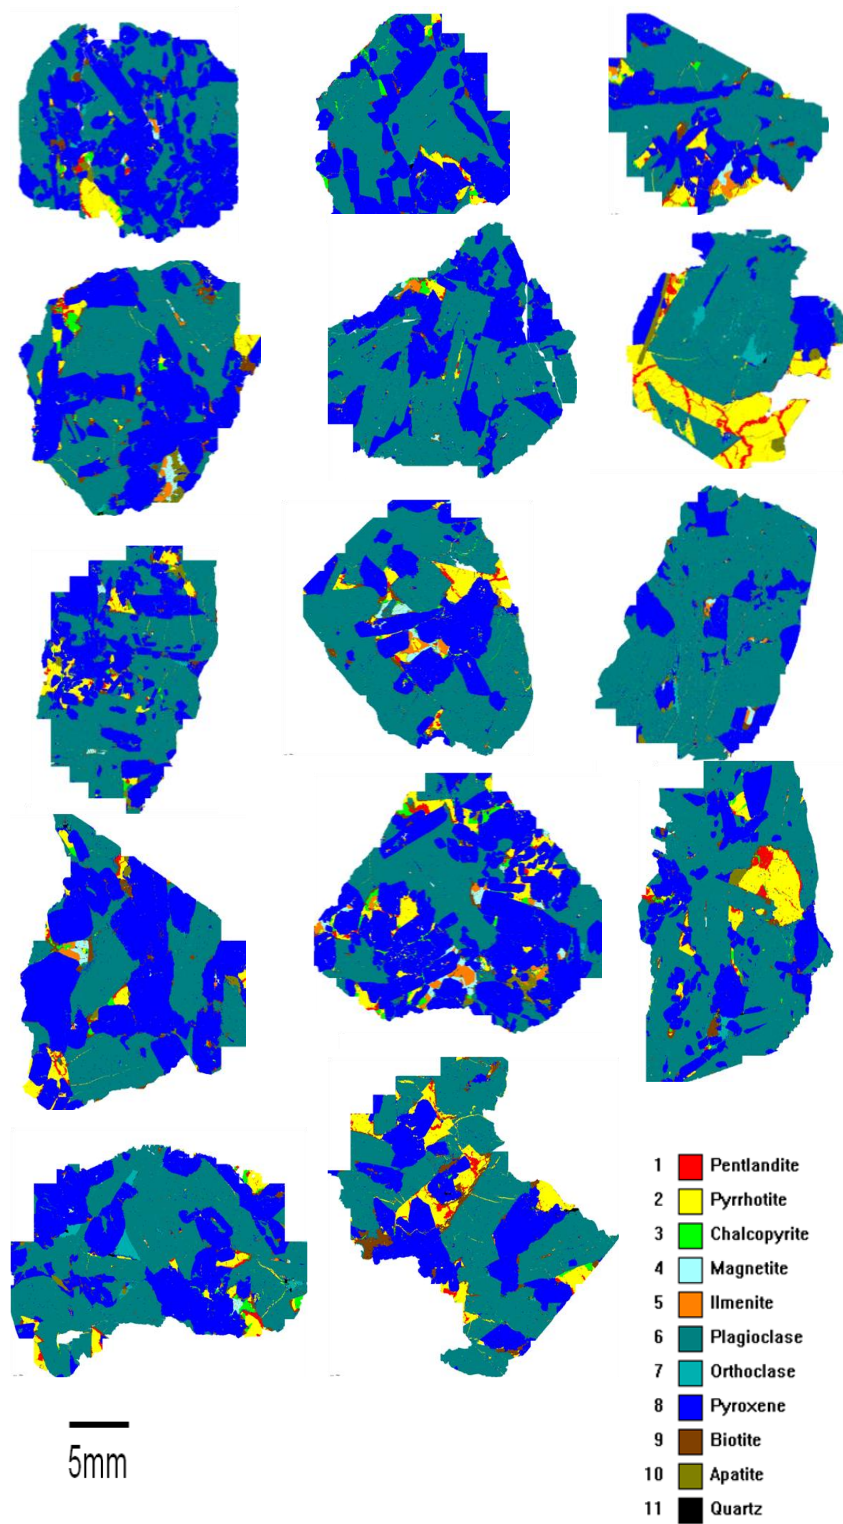 1 Pentlandite
2 Pyrrhotite
3 Chalcopyrite
4 Magnetite
5 Ilmenite
6 Plagioclase
7 Orthoclase
8 Pyroxene
9 Biotite
10 Apatite
11 Quartz
5mm